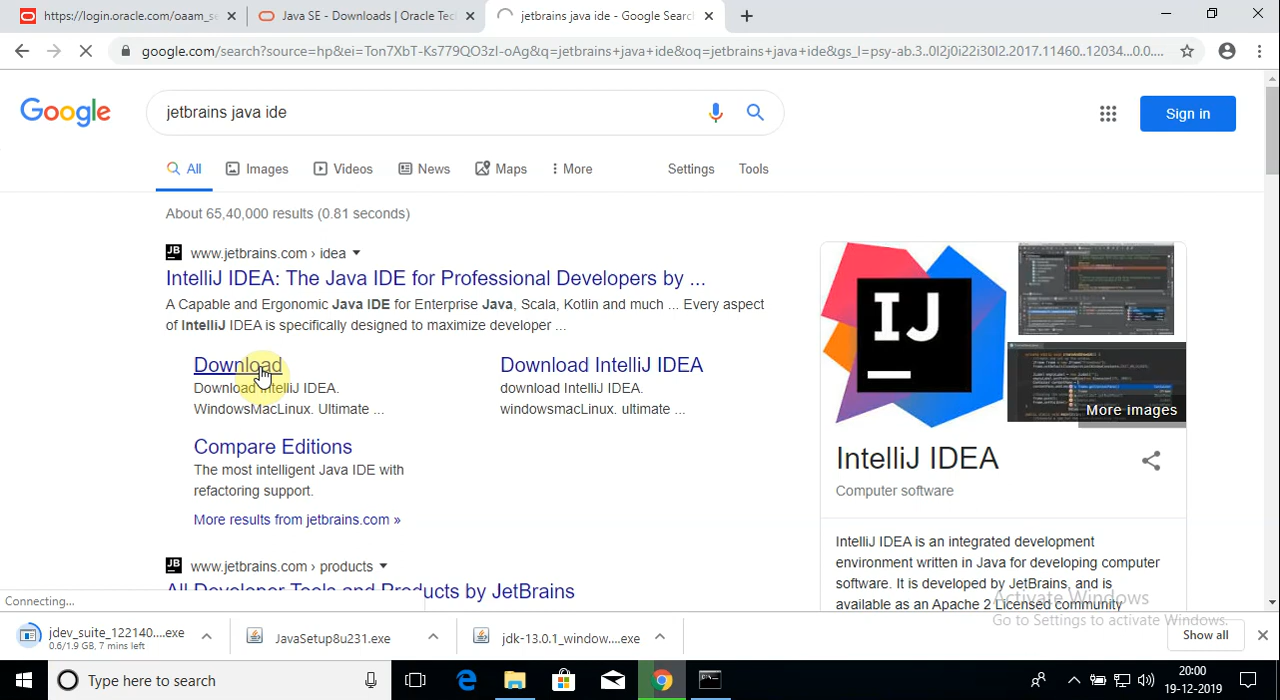 https://login.oracle.com/oaam_se
Java SE - Downloads | Oracle Tec
jetbrains java ide - Google Searc
google.com/search?source=hp&ei=Ton7XbT-Ks779QO3zI-oAg&q=jetbrains+java+ide&oq=jetbrains+java+ide&gs_l=psy-ab.3..0l2j0i22i30l2.2017.11460..12034...0.0....
Google
jetbrains java ide
Sign in
All
Images
Videos
News
Maps
More
Settings
Tools
About 65,40,000 results (0.81 seconds)
JB
www.jetbrains.com › idea
IntelliJ IDEA: The Java IDE for Professional Developers by ...
A Capable and Ergonomic Java IDE for Enterprise Java, Scala, Kotlin and much ... Every aspect
of IntelliJ IDEA is specifically designed to maximize developer ...
Download
Download IntelliJ IDEA.
WindowsMacLinux. Ultimate ...
Download IntelliJ IDEA
download IntelliJ IDEA.
windowsmacLinux. ultimate ...
Compare Editions
The most intelligent Java IDE with
refactoring support.
More results from jetbrains.com »
JB
www.jetbrains.com › products
All Developer Tools and Products by JetBrains
IJ
More images
IntelliJ IDEA
Computer software
IntelliJ IDEA is an integrated development
environment written in Java for developing computer
software. It is developed by JetBrains, and is
available as an Apache 2 Licensed community
Activate Windows
Go to Settings to activate Windows.
Connecting...
jdev_suite_122140....exe
0.6/1.9 GB, 7 mins left
JavaSetup8u231.exe
jdk-13.0.1_window....exe
Show all
Type here to search
20:00
19-12-2019